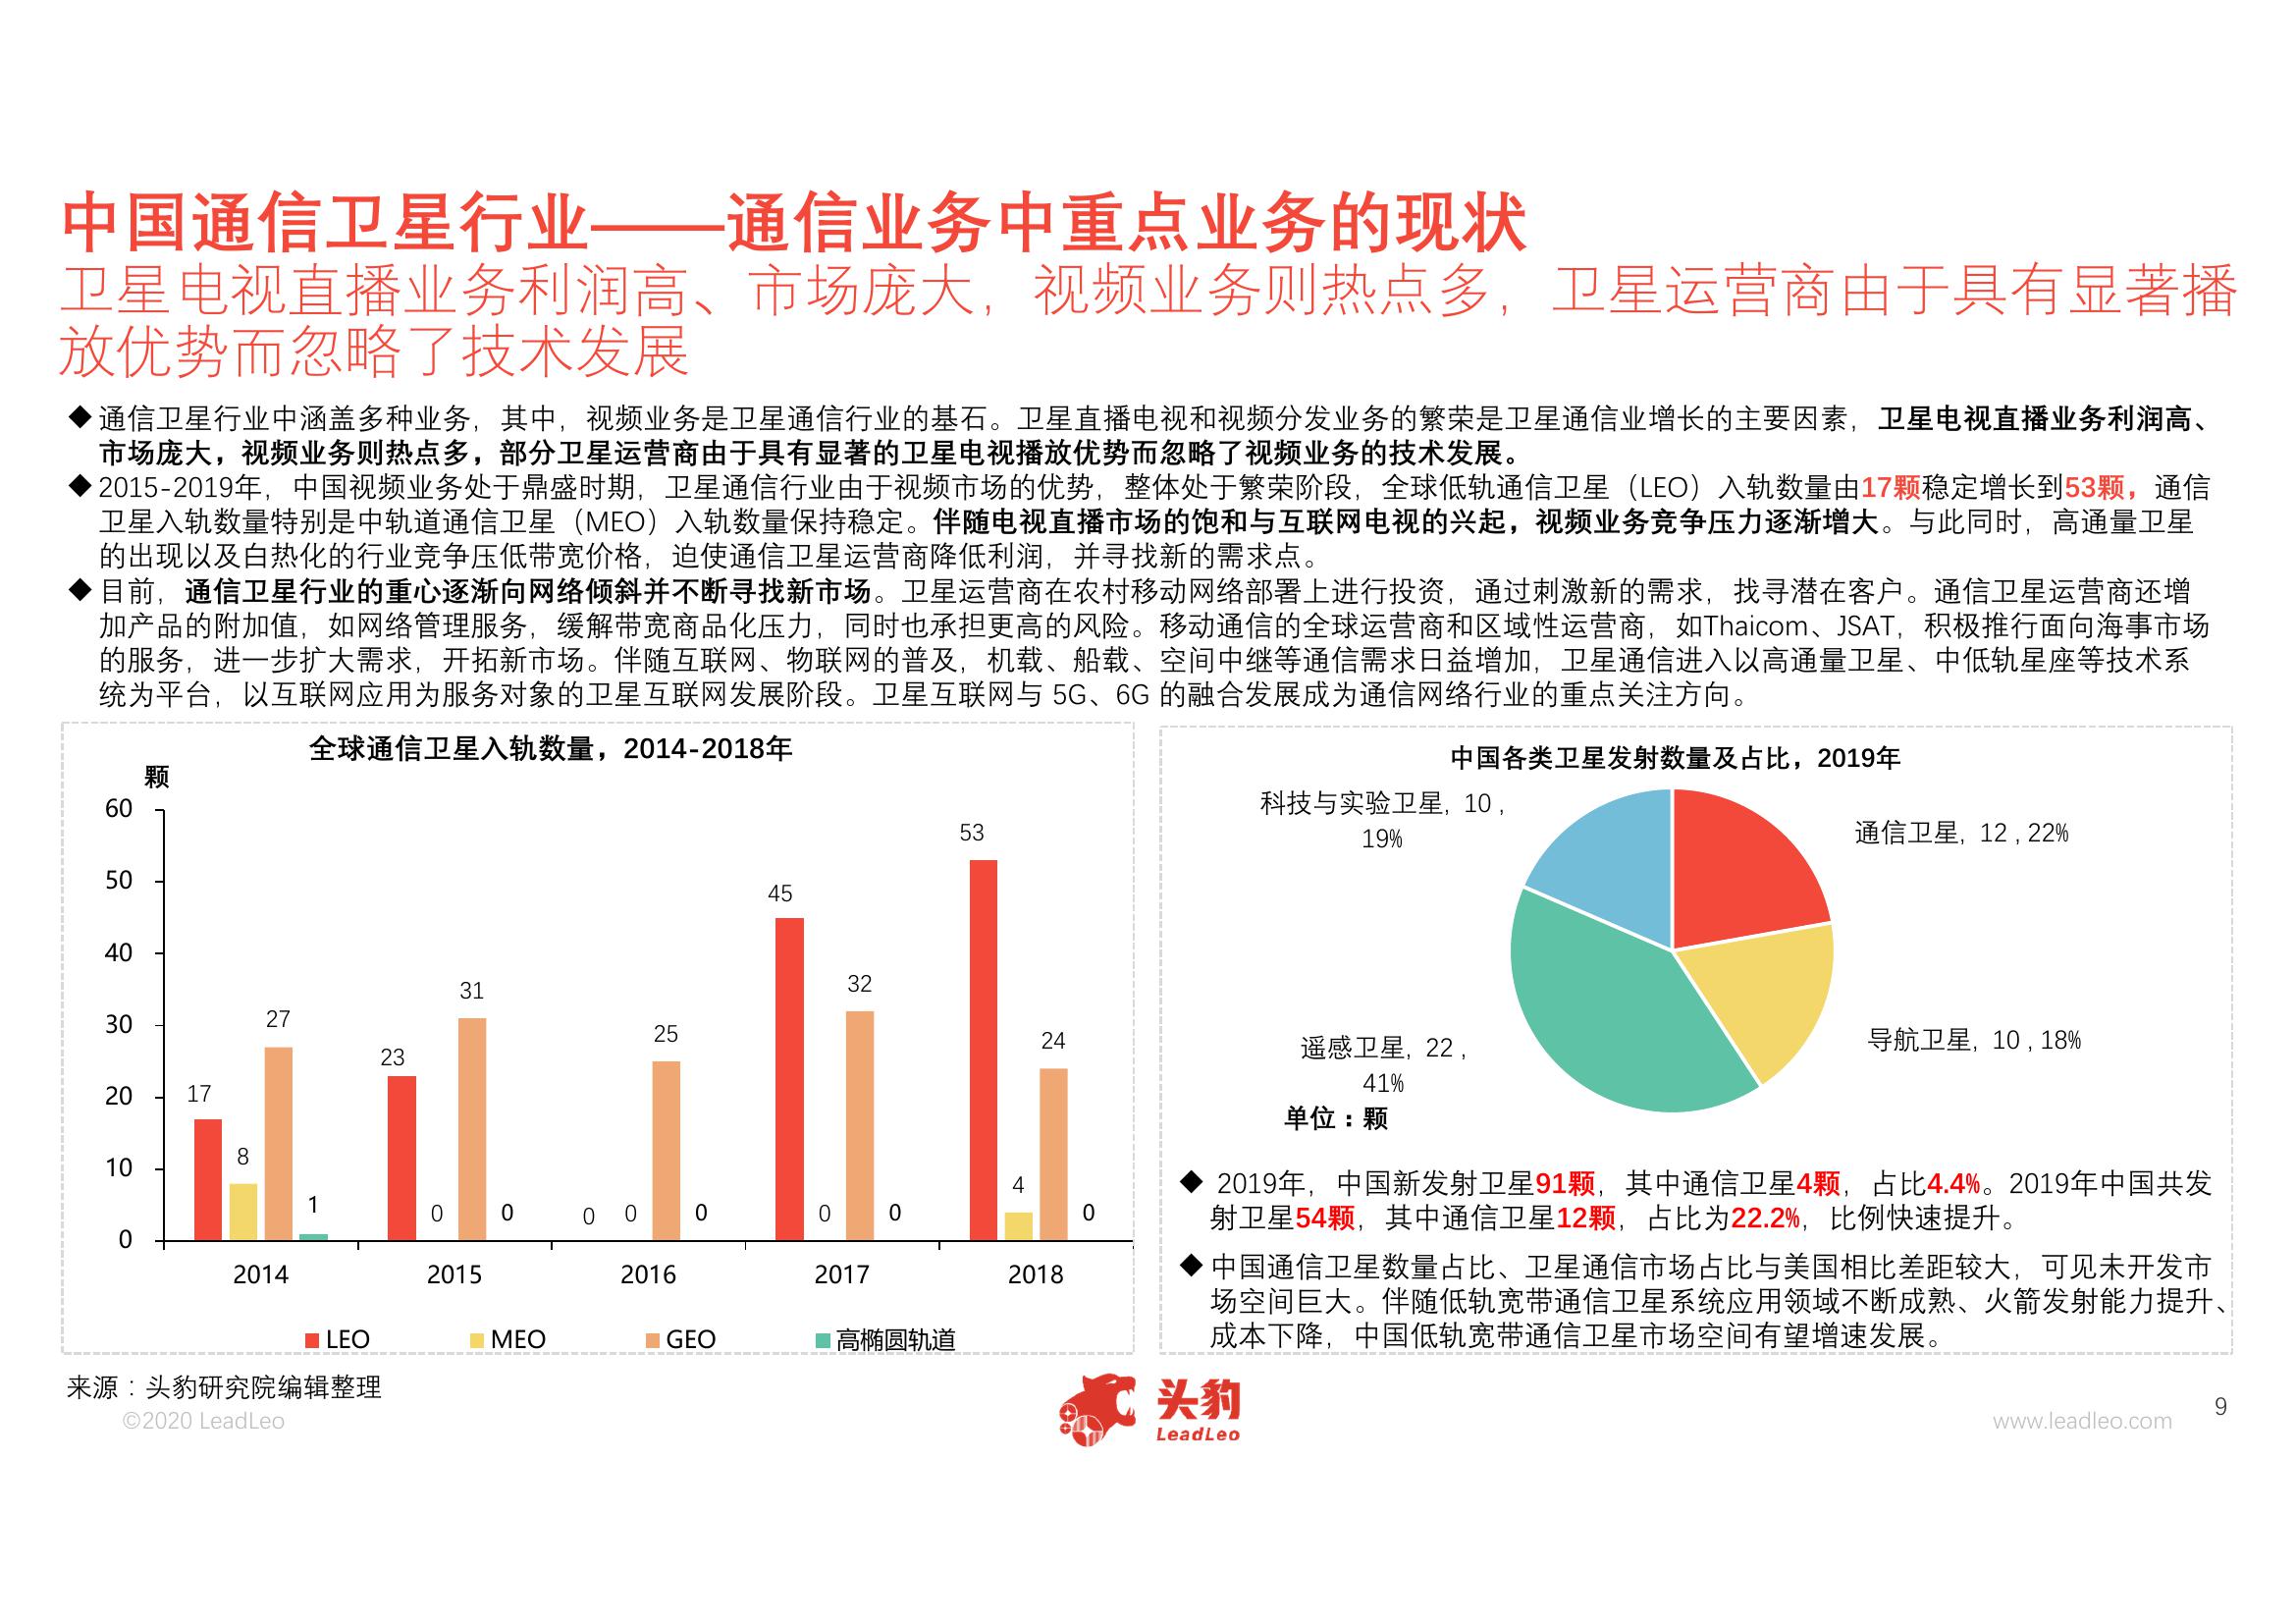 中国通信卫星行业——通信业务中重点业务的现状
卫星电视直播业务利润高、市场庞大，视频业务则热点多，卫星运营商由于具有显著播
放优势而忽略了技术发展
◆通信卫星行业中涵盖多种业务，其中，视频业务是卫星通信行业的基石。卫星直播电视和视频分发业务的繁荣是卫星通信业增长的主要因素，卫星电视直播业务利润高、
市场庞大，视频业务则热点多，部分卫星运营商由于具有显著的卫星电视播放优势而忽略了视频业务的技术发展。
◆2015-2019年，中国视频业务处于鼎盛时期，卫星通信行业由于视频市场的优势，整体处于繁荣阶段，全球低轨通信卫星（LEO）入轨数量由17颗稳定增长到53颗，通信
卫星入轨数量特别是中轨道通信卫星（MEO）入轨数量保持稳定。伴随电视直播市场的饱和与互联网电视的兴起，视频业务竞争压力逐渐增大。与此同时，高通量卫星
的出现以及白热化的行业竞争压低带宽价格，迫使通信卫星运营商降低利润，并寻找新的需求点。
◆目前，通信卫星行业的重心逐渐向网络倾斜并不断寻找新市场。卫星运营商在农村移动网络部署上进行投资，通过刺激新的需求，找寻潜在客户。通信卫星运营商还增
加产品的附加值，如网络管理服务，缓解带宽商品化压力，同时也承担更高的风险。移动通信的全球运营商和区域性运营商，如Thaicom、JSAT，积极推行面向海事市场
的服务，进一步扩大需求，开拓新市场。伴随互联网、物联网的普及，机载、船载、空间中继等通信需求日益增加，卫星通信进入以高通量卫星、中低轨星座等技术系
统为平台，以互联网应用为服务对象的卫星互联网发展阶段。卫星互联网与 5G、6G 的融合发展成为通信网络行业的重点关注方向。
全球通信卫星入轨数量，2014-2018年
颗
60
50
40
30
20
10
0
17
8
27
1
23
0
31
0
0
0
25
0
45
0
32
0
53
4
24
0
2014
2015
2016
2017
2018
LEO
MEO
GEO
高椭圆轨道
中国各类卫星发射数量及占比，2019年
科技与实验卫星, 10 ,
19%
通信卫星, 12 , 22%
遥感卫星, 22 ,
41%
导航卫星, 10 , 18%
单位：颗
◆ 2019年，中国新发射卫星91颗，其中通信卫星4颗，占比4.4%。2019年中国共发
射卫星54颗，其中通信卫星12颗，占比为22.2%，比例快速提升。
◆中国通信卫星数量占比、卫星通信市场占比与美国相比差距较大，可见未开发市
场空间巨大。伴随低轨宽带通信卫星系统应用领域不断成熟、火箭发射能力提升、
成本下降，中国低轨宽带通信卫星市场空间有望增速发展。
来源：头豹研究院编辑整理
©2020 LeadLeo
头豹
LeadLeo
www.leadleo.com
9